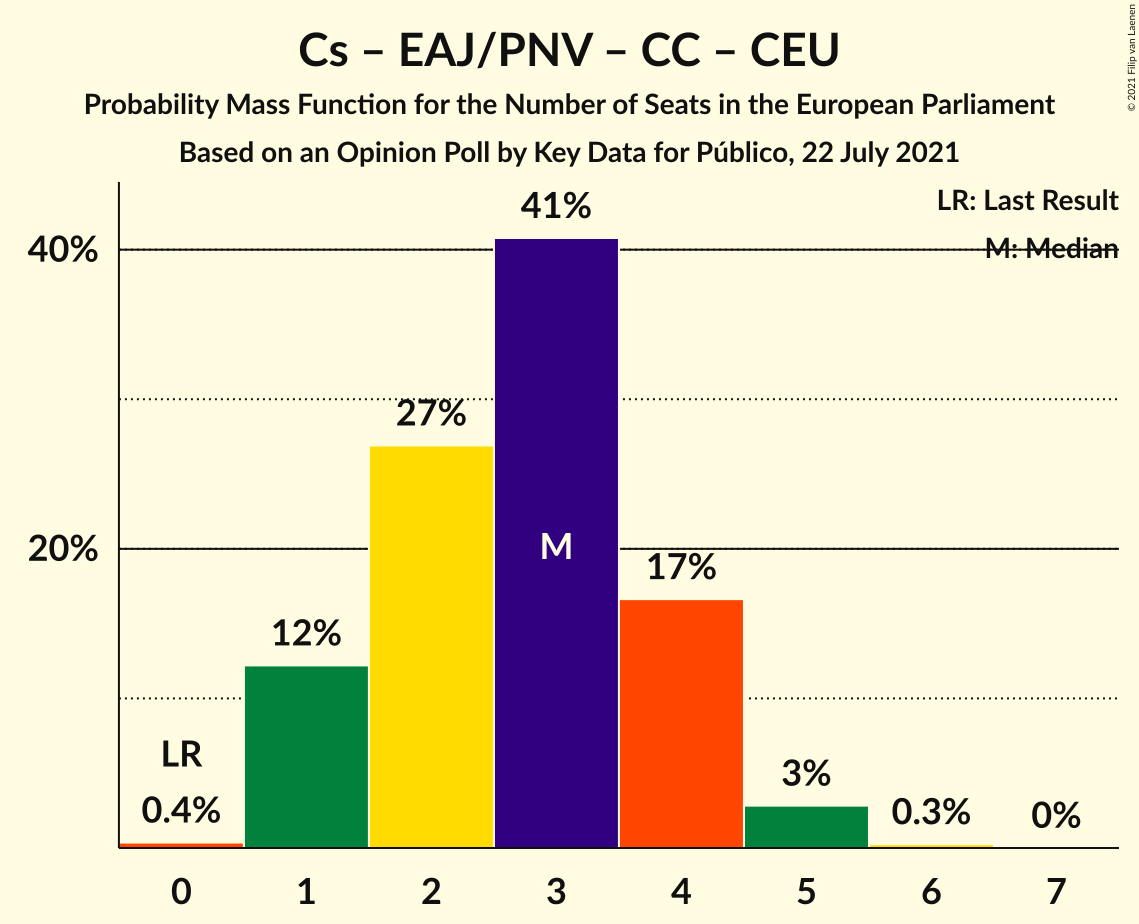 Cs – EAJ/PNV – CC – CEU
Probability Mass Function for the Number of Seats in the European Parliament
Based on an Opinion Poll by Key Data for Público, 22 July 2021
© 2021 Filip van Laenen
LR: Last Result
M: Median
41%
40%
27%
20%
M
17%
12%
LR
0.4%
3%
0.3%
0%
0 1 2 3 4 5 6 7